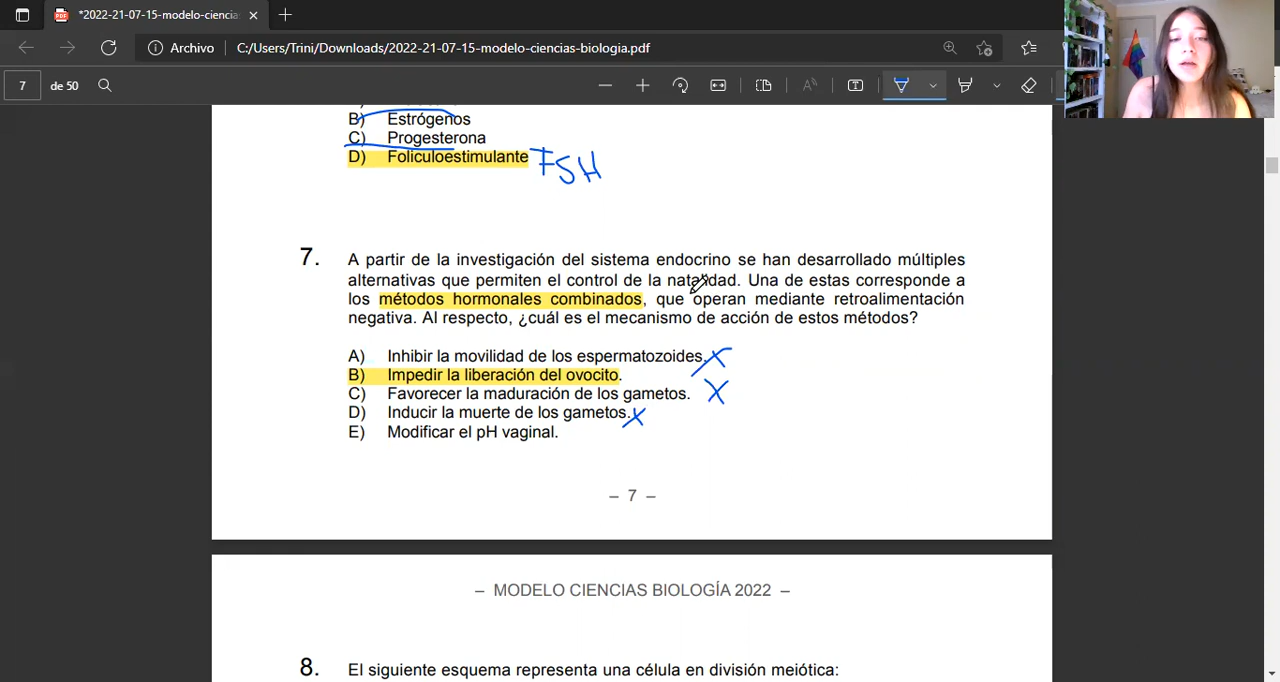 *2022-21-07-15-modelo-ciencia
Archivo C:/Users/Trini/Downloads/2022-21-07-15-modelo-ciencias-biologia.pdf
7 de 50
B) Estrógenos
C) Progesterona
D) Foliculoestimulante FSH
7. A partir de la investigación del sistema endocrino se han desarrollado múltiples
alternativas que permiten el control de la natalidad. Una de estas corresponde a
los métodos hormonales combinados, que operan mediante retroalimentación
negativa. Al respecto, ¿cuál es el mecanismo de acción de estos métodos?
A) Inhibir la movilidad de los espermatozoides.
B) Impedir la liberación del ovocito.
C) Favorecer la maduración de los gametos.
D) Inducir la muerte de los gametos.
E) Modificar el pH vaginal.
– 7 –
– MODELO CIENCIAS BIOLOGÍA 2022 –
8. El siguiente esquema representa una célula en división meiótica: